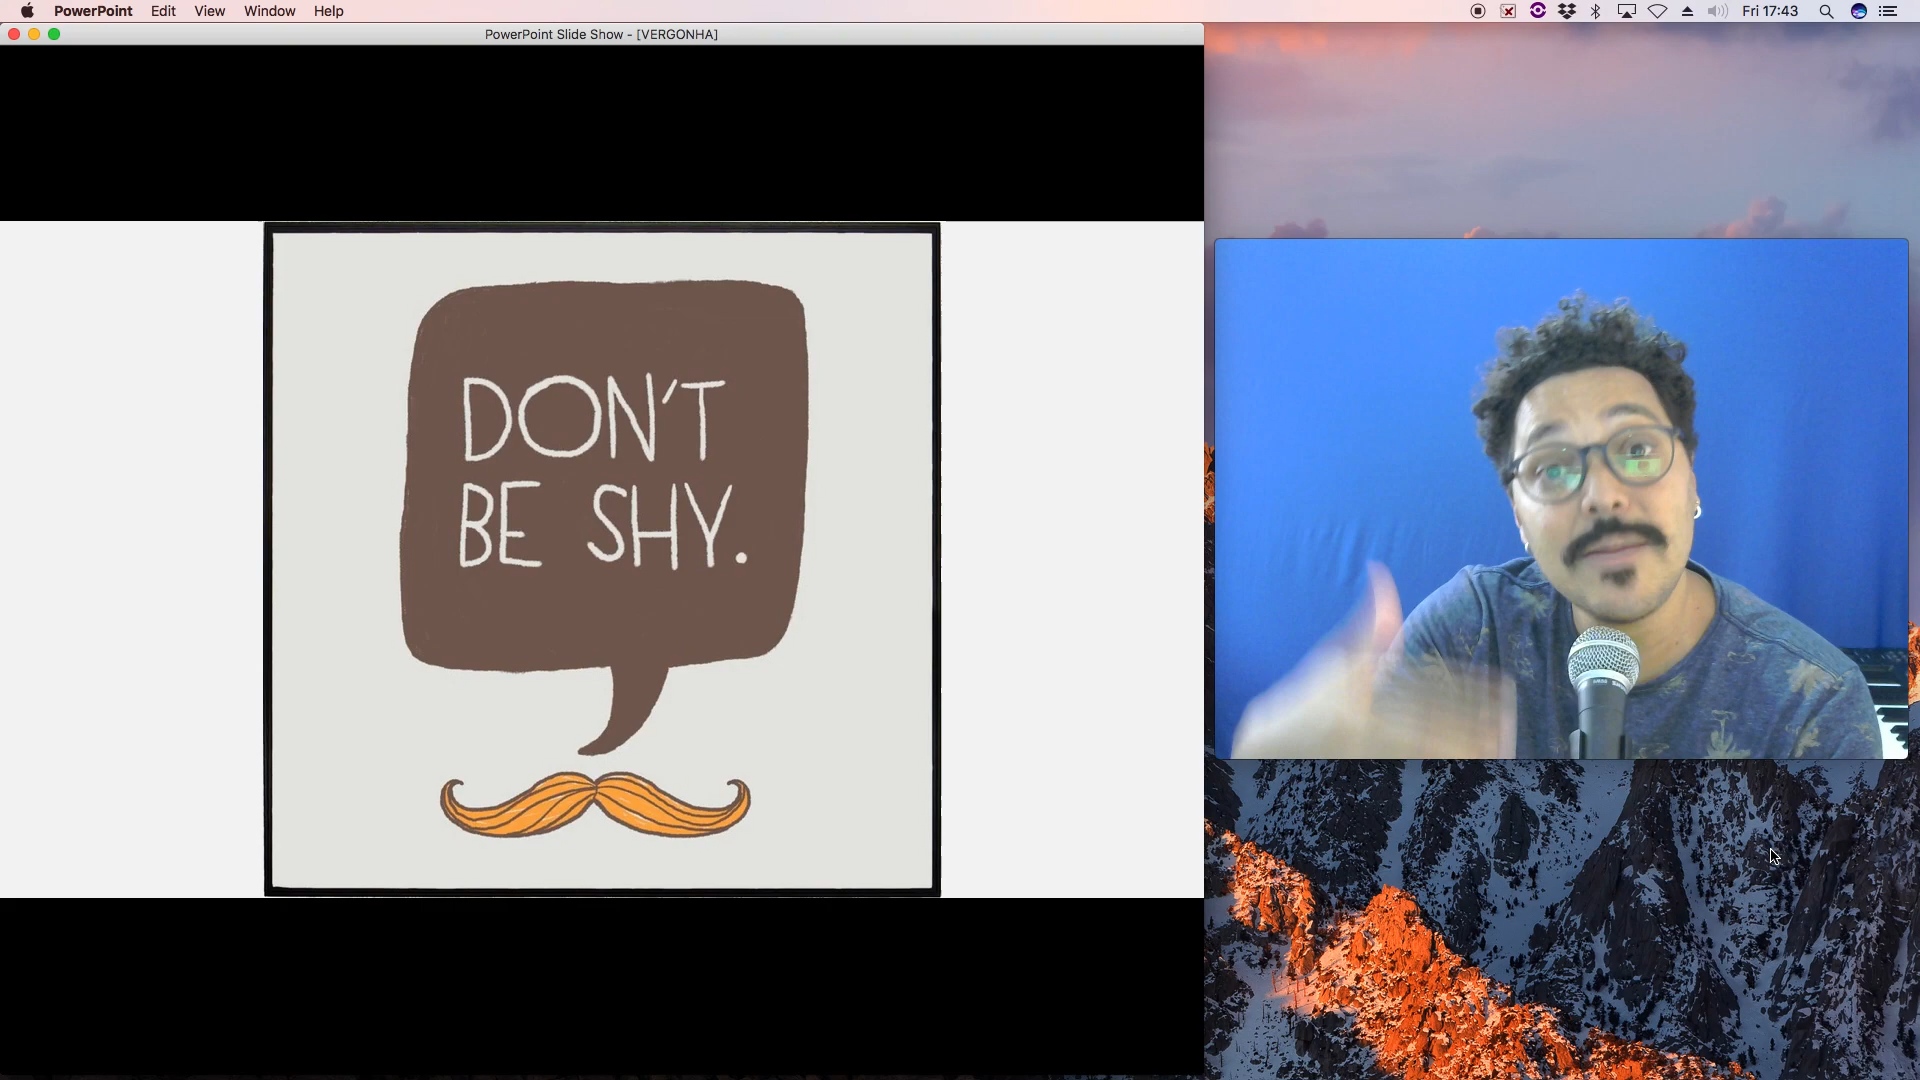 PowerPoint Edit View Window Help Fri 17:43
PowerPoint Slide Show - [VERGONHA]
DON'T
BE SHY.